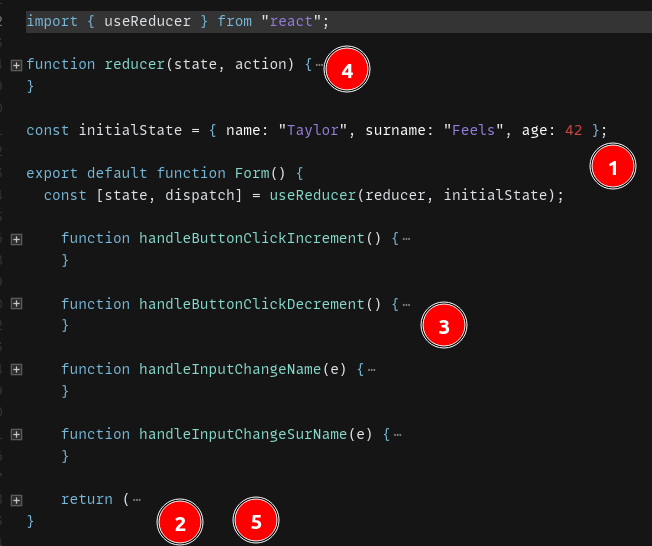 import { useReducer } from "react";
function reducer(state, action) {⋯
4
}
const initialState = { name: "Taylor", surname: "Feels", age: 42 };
1
export default function Form() {
const [state, dispatch] = useReducer(reducer, initialState);
function handleButtonClickIncrement() {⋯
}
function handleButtonClickDecrement() {⋯
3
}
function handleInputChangeName(e) {⋯
}
function handleInputChangeSurName(e) {⋯
}
return (⋯
2 5
}